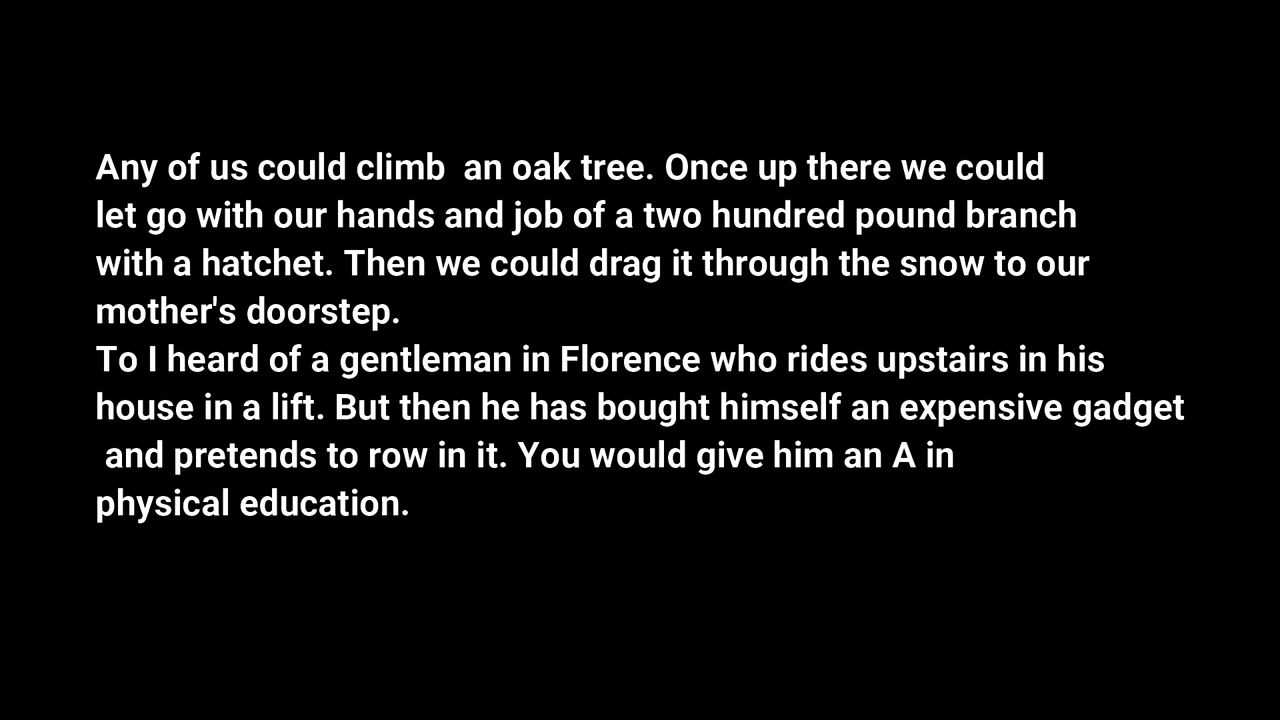 Any of us could climb  an oak tree. Once up there we could
let go with our hands and job of a two hundred pound branch
with a hatchet. Then we could drag it through the snow to our
mother's doorstep.
To I heard of a gentleman in Florence who rides upstairs in his
house in a lift. But then he has bought himself an expensive gadget
 and pretends to row in it. You would give him an A in
physical education.